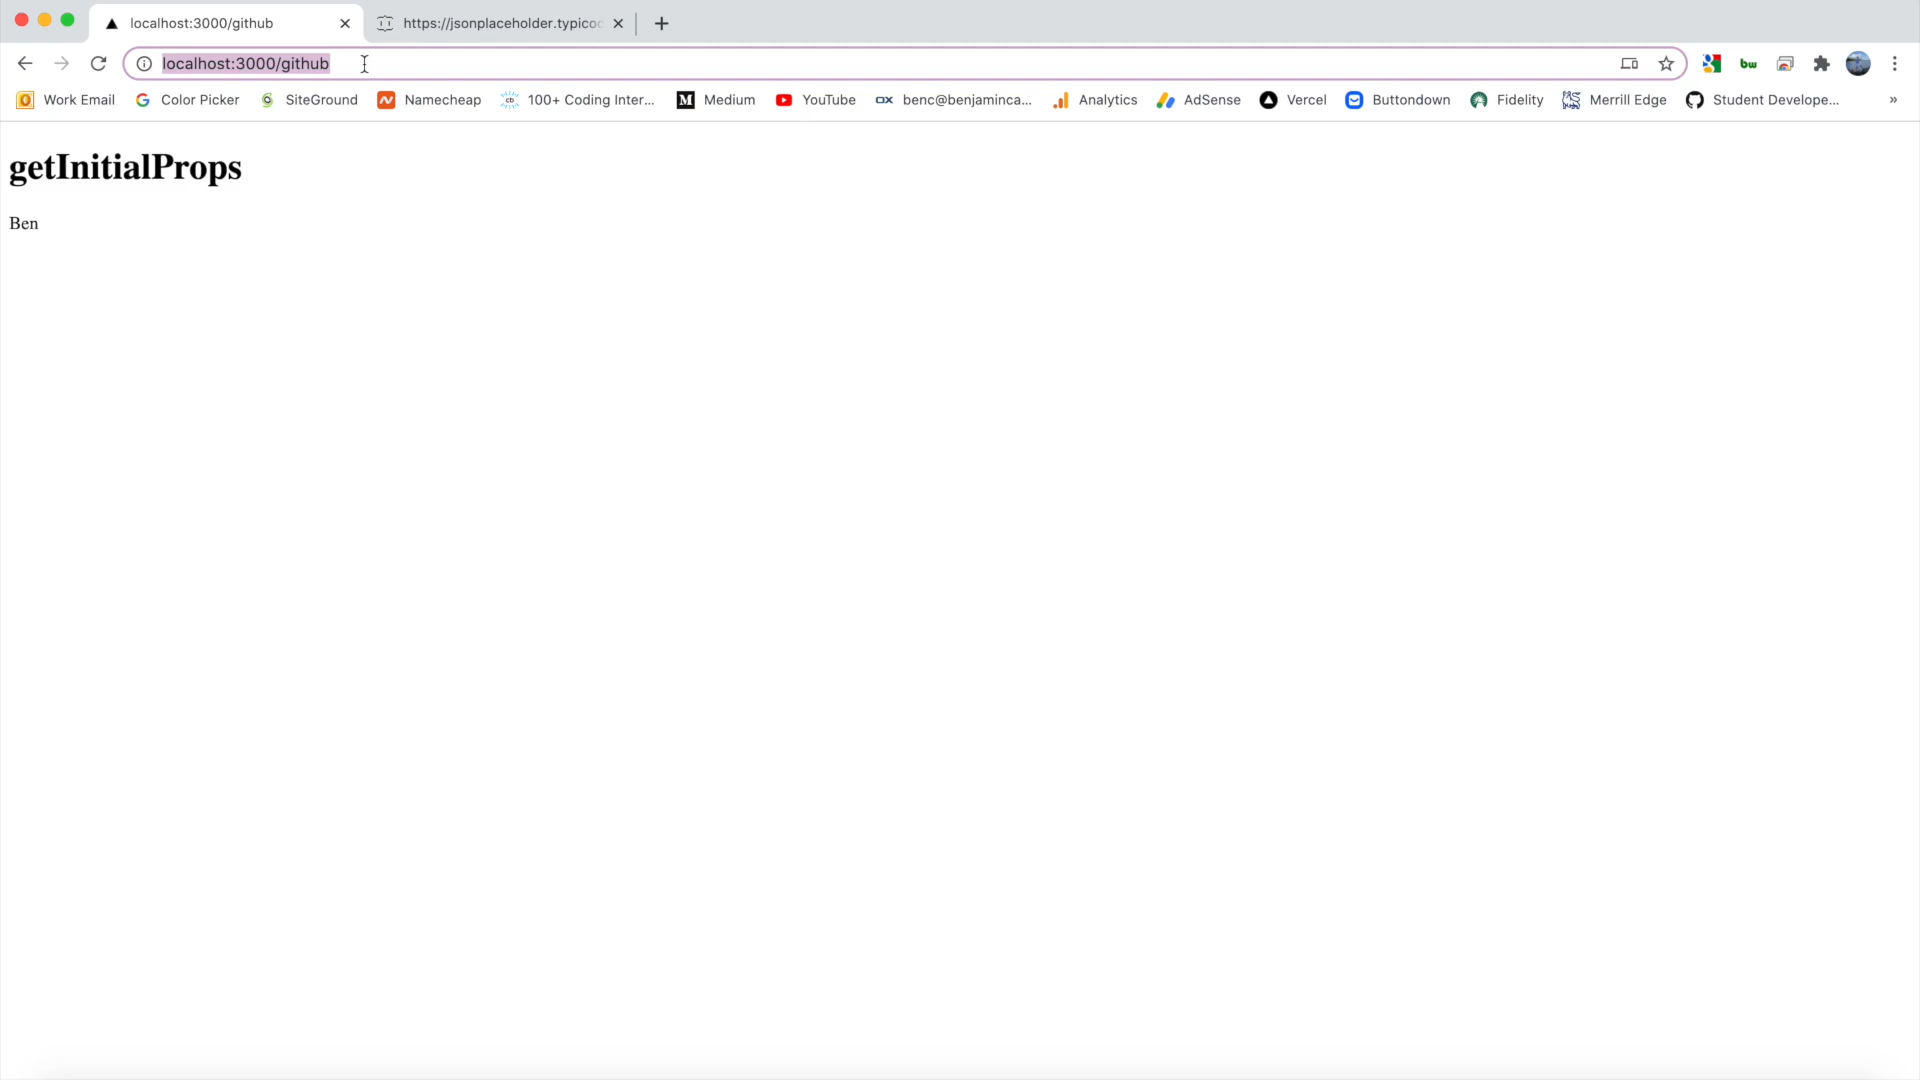 localhost:3000/github
https://jsonplaceholder.typico
localhost:3000/github
Work Email Color Picker SiteGround Namecheap 100+ Coding Inter... Medium YouTube benc@benjaminca... Analytics AdSense Vercel Buttondown Fidelity Merrill Edge Student Develope... »
getInitialProps
Ben